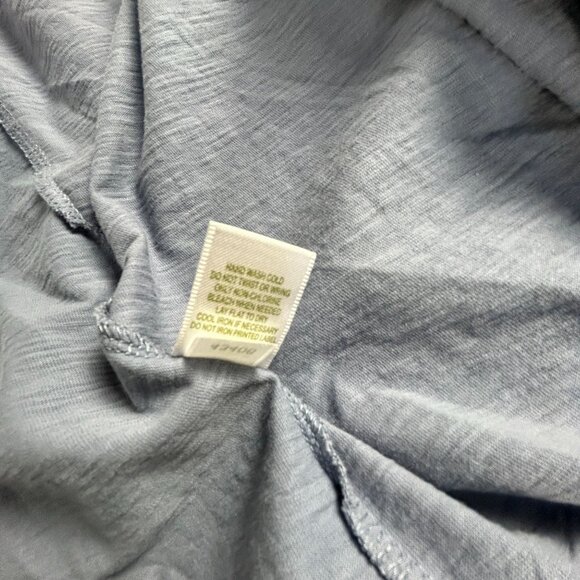 HAND WASH COLD
DO NOT TWIST OR WRING
ONLY NON-CHLORINE
BLEACH WHEN NEEDED
LAY FLAT TO DRY
COOL IRON IF NECESSARY
DO NOT IRON PRINTED LABEL
43400